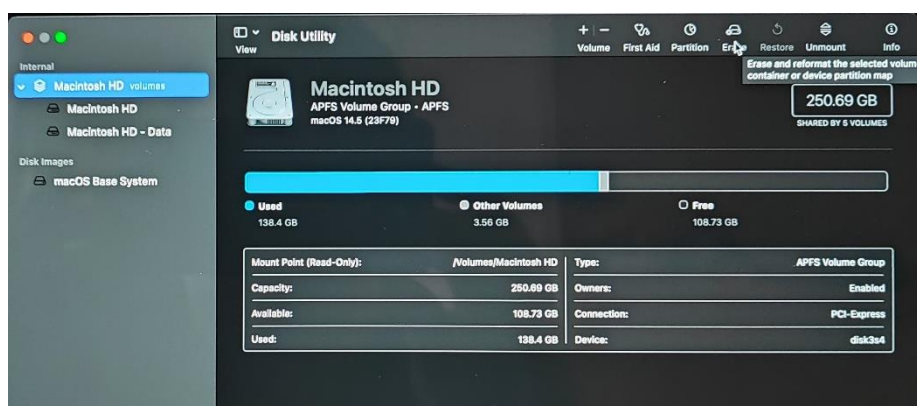 View
Disk Utility
Volume
First Aid
Partition
Erase
Restore
Unmount
Info
Erase and reformat the selected volum
container or device partition map
Internal
Macintosh HD volumes
Macintosh HD
Macintosh HD - Data
Disk Images
macOS Base System
Macintosh HD
APFS Volume Group • APFS
macOS 14.5 (23F79)
250.69 GB
SHARED BY 5 VOLUMES
Used
138.4 GB
Other Volumes
3.56 GB
Free
108.73 GB
Mount Point (Read-Only): /Volumes/Macintosh HD
Capacity: 250.69 GB
Available: 108.73 GB
Used: 138.4 GB
Type: APFS Volume Group
Owners: Enabled
Connection: PCI-Express
Device: disk3s4